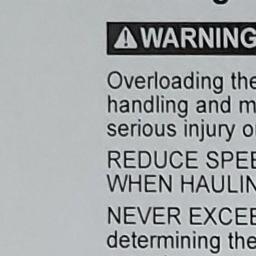 WARNING
Overloading the
handling and m
serious injury o
REDUCE SPEE
WHEN HAULIN
NEVER EXCEE
determining the